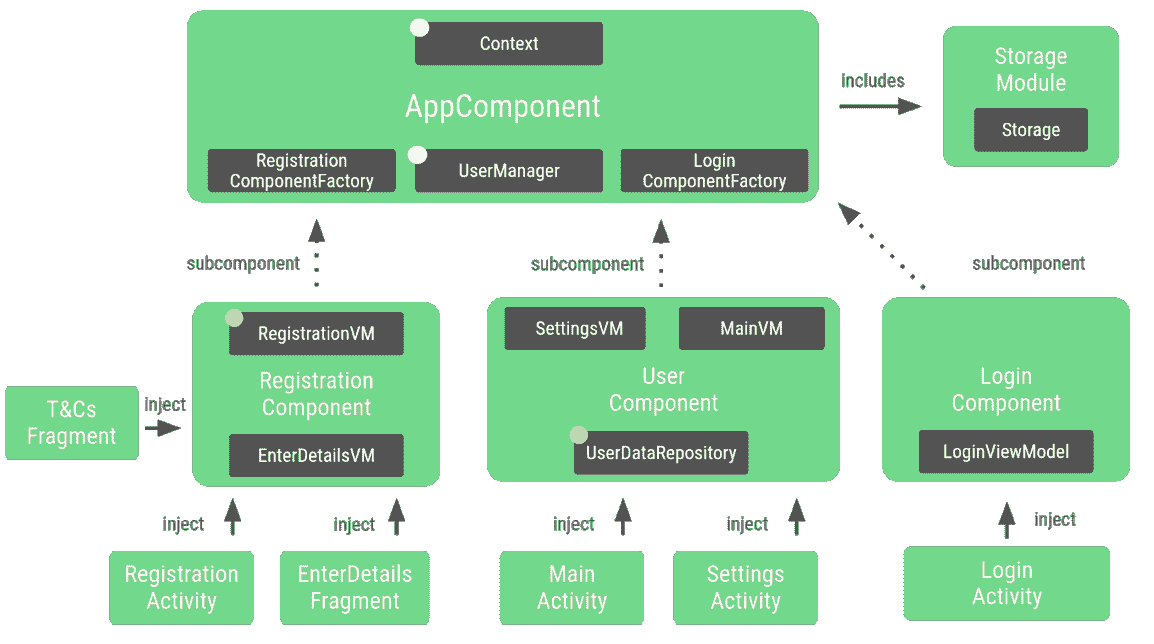 Context
AppComponent
Registration
ComponentFactory
UserManager
Login
ComponentFactory
includes
Storage
Module
Storage
subcomponent
subcomponent
subcomponent
RegistrationVM
Registration
Component
EnterDetailsVM
SettingsVM
MainVM
User
Component
UserDataRepository
Login
Component
LoginViewModel
T&Cs
Fragment
inject
inject
inject
inject
inject
inject
Registration
Activity
EnterDetails
Fragment
Main
Activity
Settings
Activity
Login
Activity